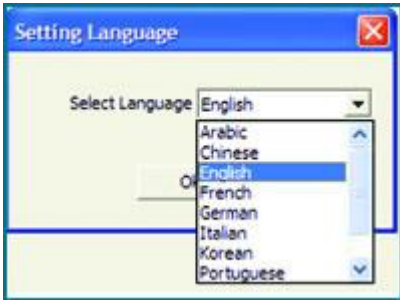 Setting Language
Select Language English
Arabic
Chinese
English
French
German
Italian
Korean
Portuguese